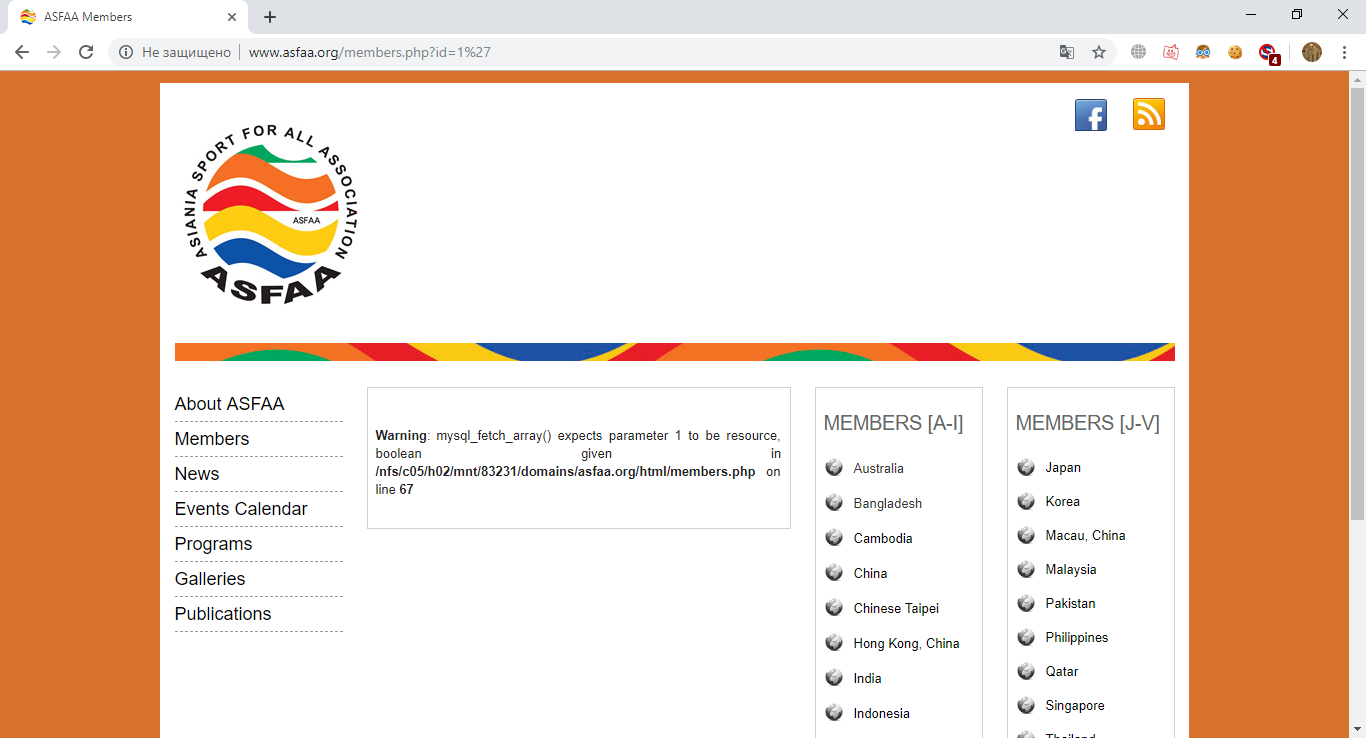 ASFAA Members
Не защищено
www.asfaa.org/members.php?id=1%27
4
ASIANIA SPORT FOR ALL ASSOCIATION
ASFAA
ASFAA
About ASFAA
Members
News
Events Calendar
Programs
Galleries
Publications
Warning: mysql_fetch_array() expects parameter 1 to be resource,
boolean given in
/nfs/c05/h02/mnt/83231/domains/asfaa.org/html/members.php on
line 67
MEMBERS [A-I]
Australia
Bangladesh
Cambodia
China
Chinese Taipei
Hong Kong, China
India
Indonesia
MEMBERS [J-V]
Japan
Korea
Macau, China
Malaysia
Pakistan
Philippines
Qatar
Singapore
Thailand